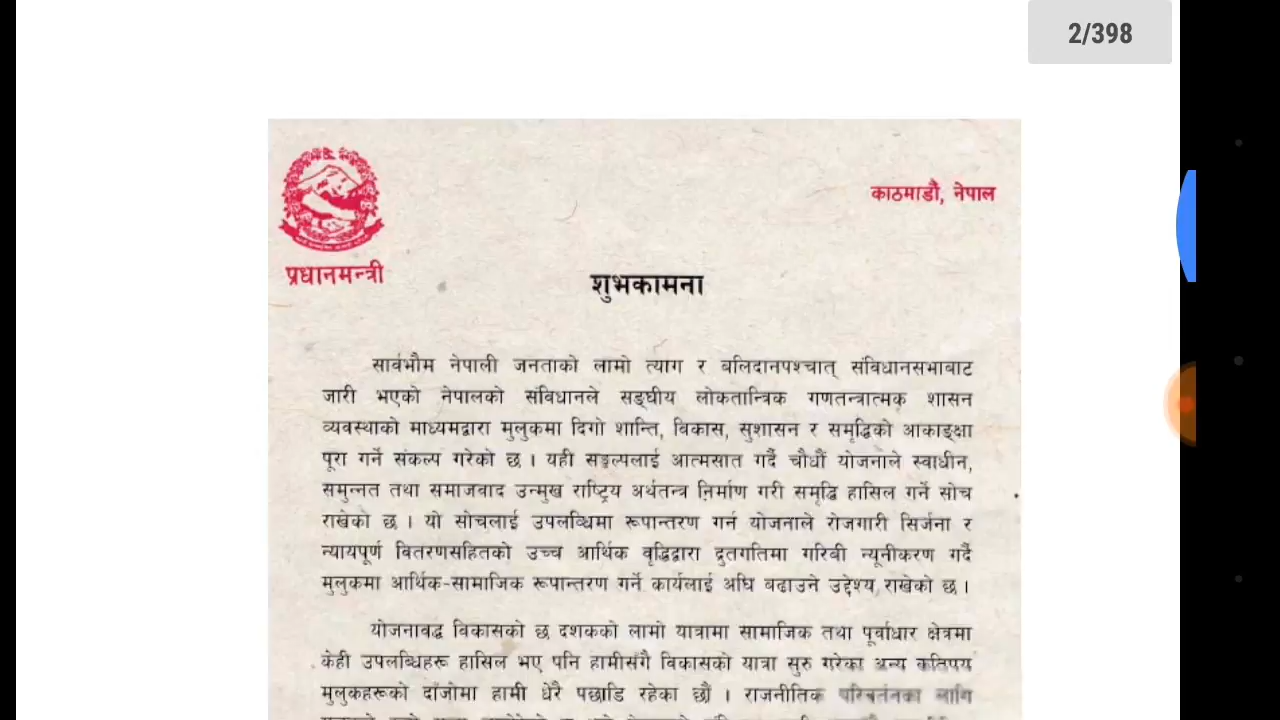 2/398
काठमाडौं, नेपाल
प्रधानमन्त्री
शुभकामना
सार्वभौम नेपाली जनताको लामो त्याग र बलिदानपश्चात् संविधानसभाबाट
जारी भएको नेपालको संविधानले सङ्घीय लोकतान्त्रिक गणतन्त्रात्मक शासन
व्यवस्थाको माध्यमद्वारा मुलुकमा दिगो शान्ति, विकास, सुशासन र समृद्धिको आकाङ्क्षा
पूरा गर्ने संकल्प गरेको छ । यही सङ्कल्पलाई आत्मसात गर्दै चौधौं योजनाले स्वाधीन,
समुन्नत तथा समाजवाद उन्मुख राष्ट्रिय अर्थतन्त्र निर्माण गरी समृद्धि हासिल गर्ने सोच
राखेको छ । यो सोचलाई उपलब्धिमा रूपान्तरण गर्न योजनाले रोजगारी सिर्जना र
न्यायपूर्ण वितरणसहितको उच्च आर्थिक वृद्धिद्वारा द्रुतगतिमा गरिबी न्यूनीकरण गर्दै
मुलुकमा आर्थिक-सामाजिक रूपान्तरण गर्ने कार्यलाई अघि बढाउने उद्देश्य राखेको छ ।
योजनाबद्ध विकासको छ दशकको लामो यात्रामा सामाजिक तथा पूर्वाधार क्षेत्रमा
केही उपलब्धिहरू हासिल भए पनि हामीसँगै विकासको यात्रा सुरु गरेका अन्य कतिपय
मुलुकहरूको दाँजोमा हामी धेरै पछाडि रहेका छौं । राजनीतिक परिवर्तनका लागि